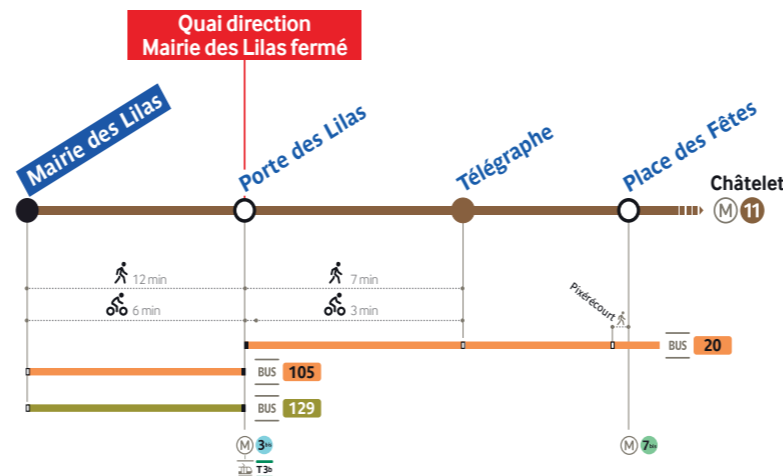 Quai direction
Mairie des Lilas fermé
Mairie des Lilas
Porte des Lilas
Télégraphe
Place des Fêtes
Châtelet
M 11
12 min
7 min
6 min
3 min
Pixérécourt
BUS 20
BUS 105
BUS 129
M 3bis
M 7bis
T3b